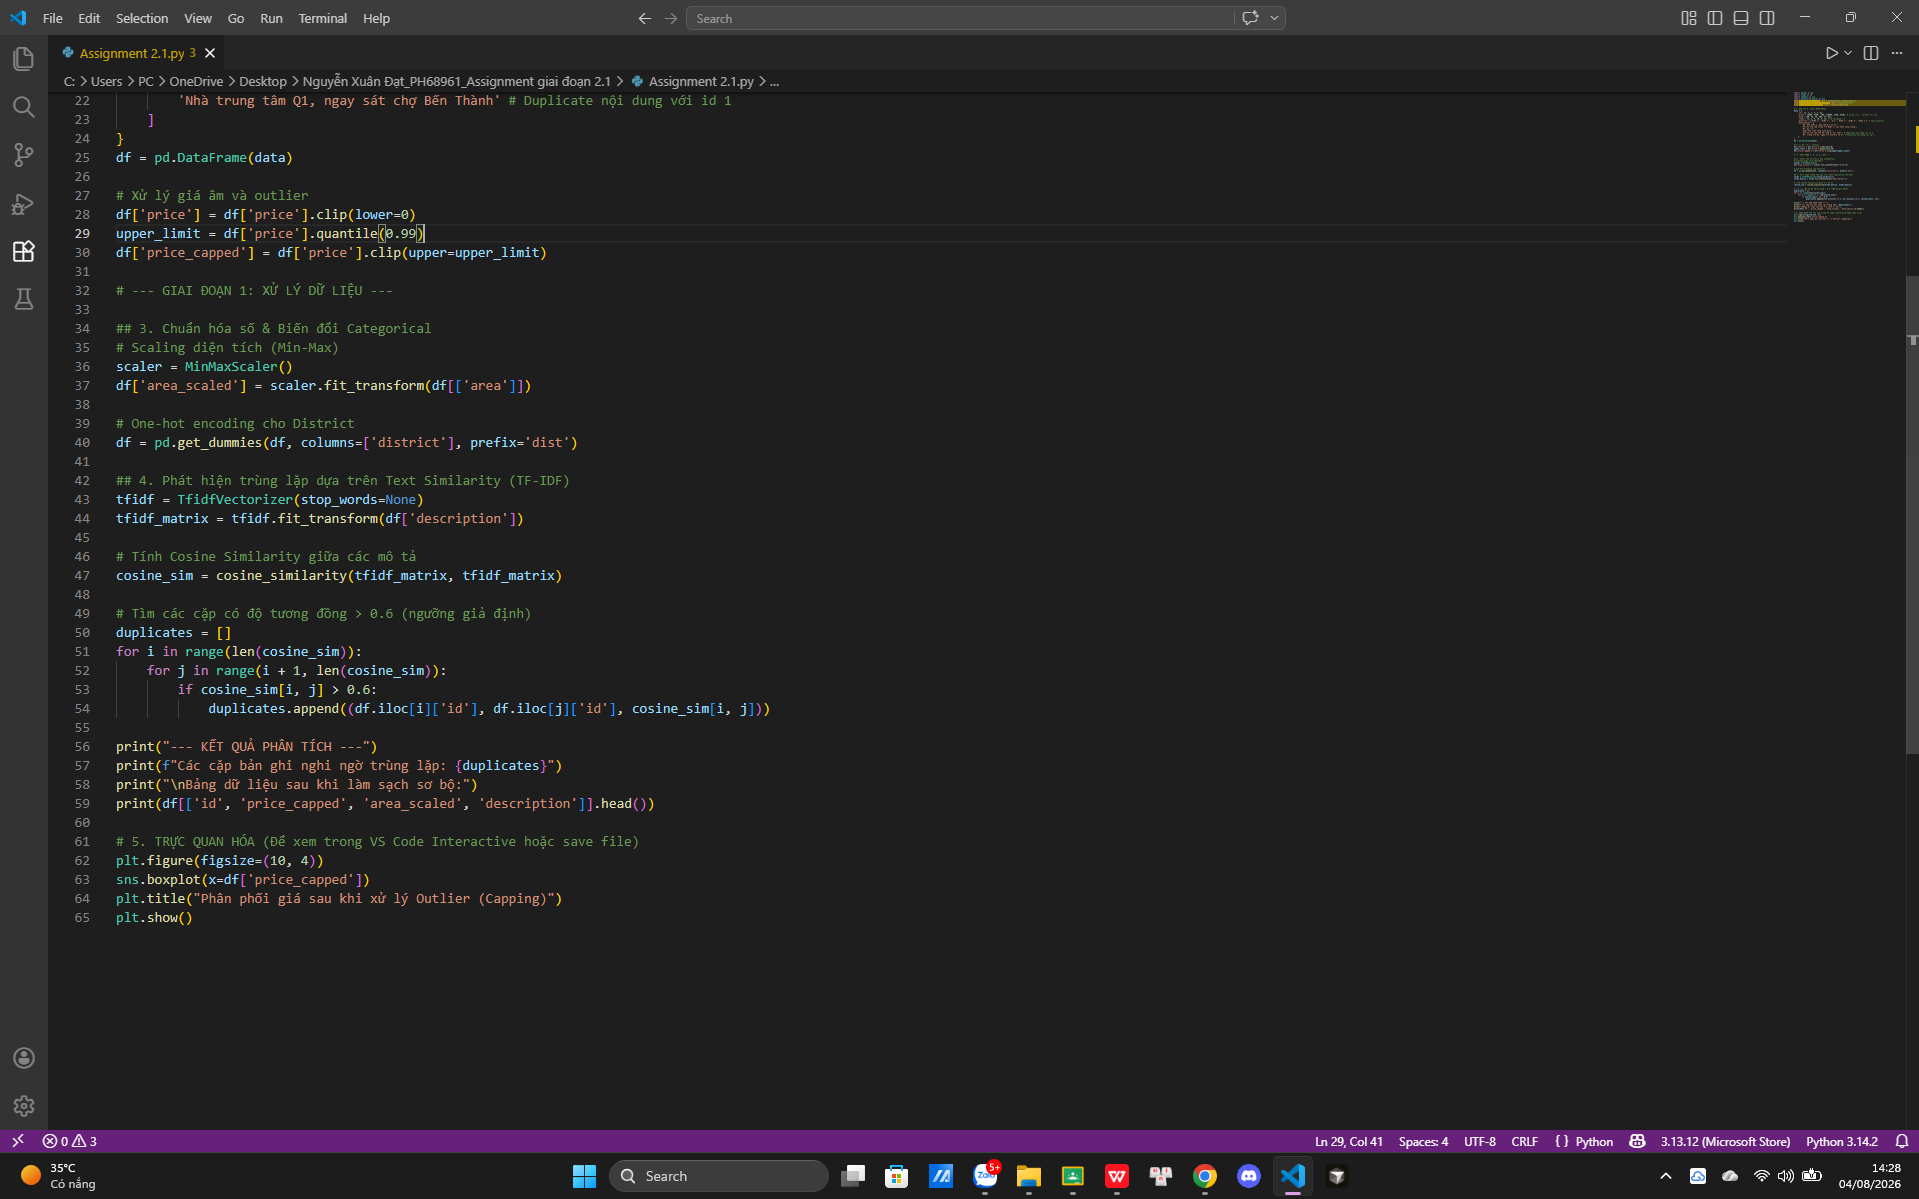 File Edit Selection View Go Run Terminal Help
Search
Assignment 2.1.py 3
C: > Users > PC > OneDrive > Desktop > Nguyễn Xuân Đạt_PH68961_Assignment giai đoạn 2.1 > Assignment 2.1.py > ...
22 'Nhà trung tâm Q1, ngay sát chợ Bến Thành' # Duplicate nội dung với id 1
23 ]
24 }
25 df = pd.DataFrame(data)
26
27 # Xử lý giá âm và outlier
28 df['price'] = df['price'].clip(lower=0)
29 upper_limit = df['price'].quantile(0.99)
30 df['price_capped'] = df['price'].clip(upper=upper_limit)
31
32 # --- GIAI ĐOẠN 1: XỬ LÝ DỮ LIỆU ---
33
34 ## 3. Chuẩn hóa số & Biến đổi Categorical
35 # Scaling diện tích (Min-Max)
36 scaler = MinMaxScaler()
37 df['area_scaled'] = scaler.fit_transform(df[['area']])
38
39 # One-hot encoding cho District
40 df = pd.get_dummies(df, columns=['district'], prefix='dist')
41
42 ## 4. Phát hiện trùng lặp dựa trên Text Similarity (TF-IDF)
43 tfidf = TfidfVectorizer(stop_words=None)
44 tfidf_matrix = tfidf.fit_transform(df['description'])
45
46 # Tính Cosine Similarity giữa các mô tả
47 cosine_sim = cosine_similarity(tfidf_matrix, tfidf_matrix)
48
49 # Tìm các cặp có độ tương đồng > 0.6 (ngưỡng giả định)
50 duplicates = []
51 for i in range(len(cosine_sim)):
52 for j in range(i + 1, len(cosine_sim)):
53 if cosine_sim[i, j] > 0.6:
54 duplicates.append((df.iloc[i]['id'], df.iloc[j]['id'], cosine_sim[i, j]))
55
56 print("--- KẾT QUẢ PHÂN TÍCH ---")
57 print(f"Các cặp bản ghi nghi ngờ trùng lặp: {duplicates}")
58 print("\nBảng dữ liệu sau khi làm sạch sơ bộ:")
59 print(df[['id', 'price_capped', 'area_scaled', 'description']].head())
60
61 # 5. TRỰC QUAN HÓA (Để xem trong VS Code Interactive hoặc save file)
62 plt.figure(figsize=(10, 4))
63 sns.boxplot(x=df['price_capped'])
64 plt.title("Phân phối giá sau khi xử lý Outlier (Capping)")
65 plt.show()
0 3 Ln 29, Col 41 Spaces: 4 UTF-8 CRLF { } Python 3.13.12 (Microsoft Store) Python 3.14.2
35°C
Có nắng
Search
Zalo
5+
14:28
04/08/2026